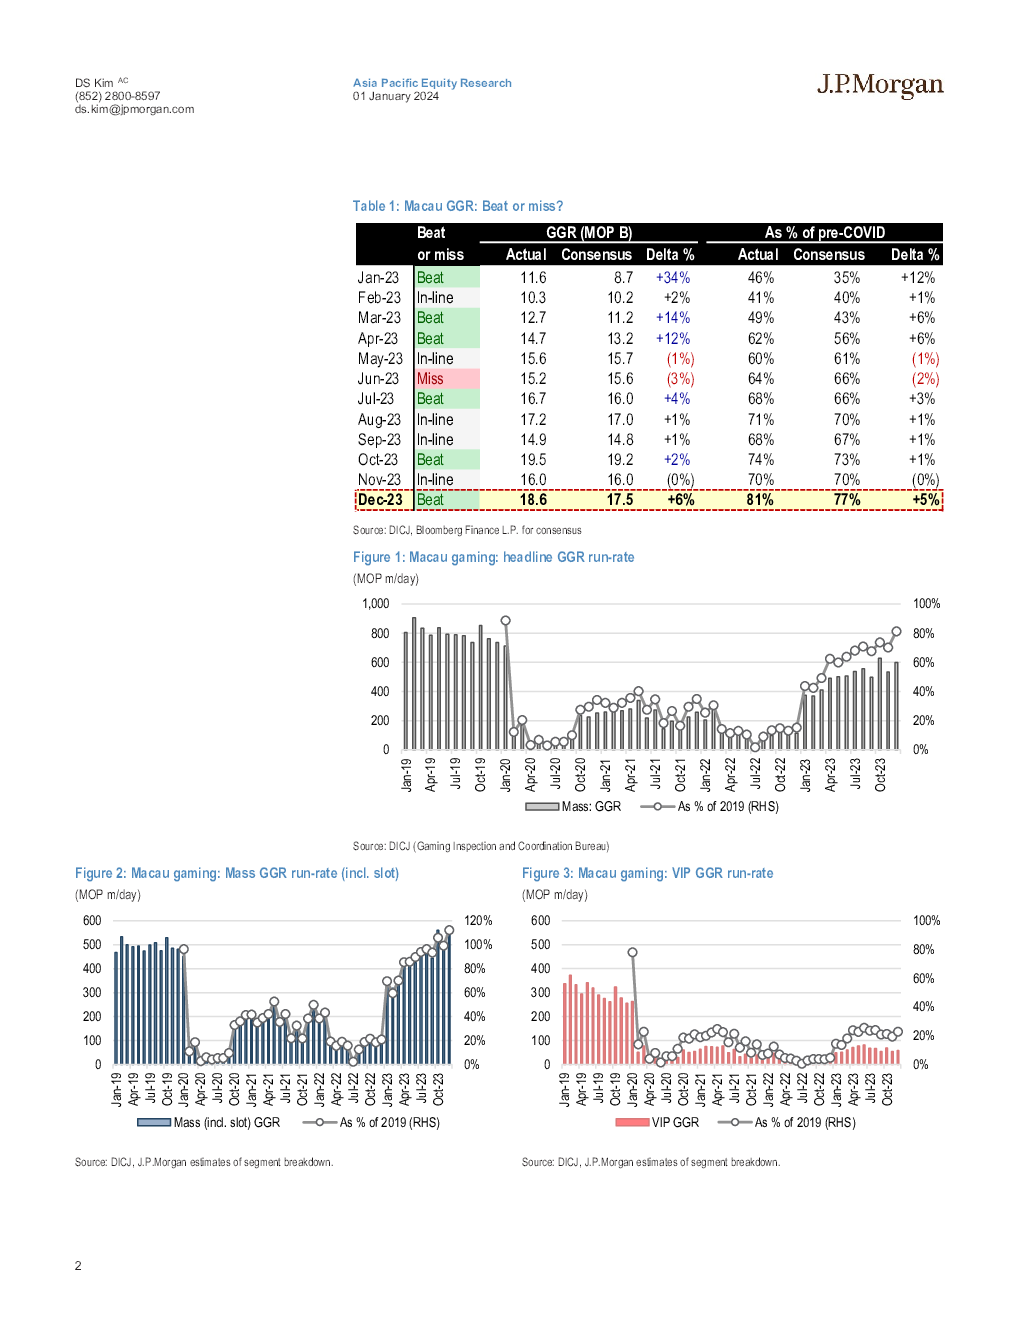 DS Kim AC
(852) 2800-8597
ds.kim@jpmorgan.com
Asia Pacific Equity Research
01 January 2024
J.P.Morgan
Table 1: Macau GGR: Beat or miss?
Beat GGR (MOP B) As % of pre-COVID
or miss Actual Consensus Delta % Actual Consensus Delta %
Jan-23 Beat 11.6 8.7 +34% 46% 35% +12%
Feb-23 In-line 10.3 10.2 +2% 41% 40% +1%
Mar-23 Beat 12.7 11.2 +14% 49% 43% +6%
Apr-23 Beat 14.7 13.2 +12% 62% 56% +6%
May-23 In-line 15.6 15.7 (1%) 60% 61% (1%)
Jun-23 Miss 15.2 15.6 (3%) 64% 66% (2%)
Jul-23 Beat 16.7 16.0 +4% 68% 66% +3%
Aug-23 In-line 17.2 17.0 +1% 71% 70% +1%
Sep-23 In-line 14.9 14.8 +1% 68% 67% +1%
Oct-23 Beat 19.5 19.2 +2% 74% 73% +1%
Nov-23 In-line 16.0 16.0 (0%) 70% 70% (0%)
Dec-23 Beat 18.6 17.5 +6% 81% 77% +5%
Source: DICJ, Bloomberg Finance L.P. for consensus
Figure 1: Macau gaming: headline GGR run-rate
(MOP m/day)
1,000 100%
800 80%
600 60%
400 40%
200 20%
0 0%
Jan-19 Apr-19 Jul-19 Oct-19 Jan-20 Apr-20 Jul-20 Oct-20 Jan-21 Apr-21 Jul-21 Oct-21 Jan-22 Apr-22 Jul-22 Oct-22 Jan-23 Apr-23 Jul-23 Oct-23
Mass: GGR As % of 2019 (RHS)
Source: DICJ (Gaming Inspection and Coordination Bureau)
Figure 2: Macau gaming: Mass GGR run-rate (incl. slot)
(MOP m/day)
600 120%
500 100%
400 80%
300 60%
200 40%
100 20%
0 0%
Jan-19 Apr-19 Jul-19 Oct-19 Jan-20 Apr-20 Jul-20 Oct-20 Jan-21 Apr-21 Jul-21 Oct-21 Jan-22 Apr-22 Jul-22 Oct-22 Jan-23 Apr-23 Jul-23 Oct-23
Mass (incl. slot) GGR As % of 2019 (RHS)
Source: DICJ, J.P.Morgan estimates of segment breakdown.
Figure 3: Macau gaming: VIP GGR run-rate
(MOP m/day)
600 100%
500 80%
400 60%
300 40%
200 20%
100 0%
0
Jan-19 Apr-19 Jul-19 Oct-19 Jan-20 Apr-20 Jul-20 Oct-20 Jan-21 Apr-21 Jul-21 Oct-21 Jan-22 Apr-22 Jul-22 Oct-22 Jan-23 Apr-23 Jul-23 Oct-23
VIP GGR As % of 2019 (RHS)
Source: DICJ, J.P.Morgan estimates of segment breakdown.
2